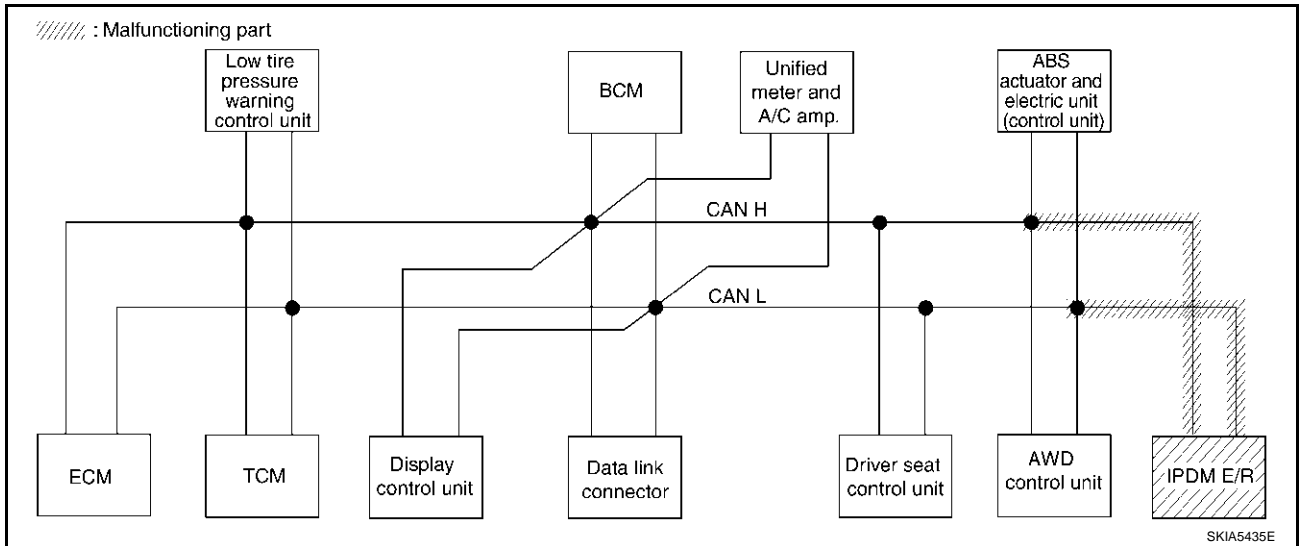 : Malfunctioning part
Low tire
pressure
warning
control unit
BCM
Unified
meter and
A/C amp.
ABS
actuator and
electric unit
(control unit)
CAN H
CAN L
ECM
TCM
Display
control unit
Data link
connector
Driver seat
control unit
AWD
control unit
IPDM E/R
SKIA5435E